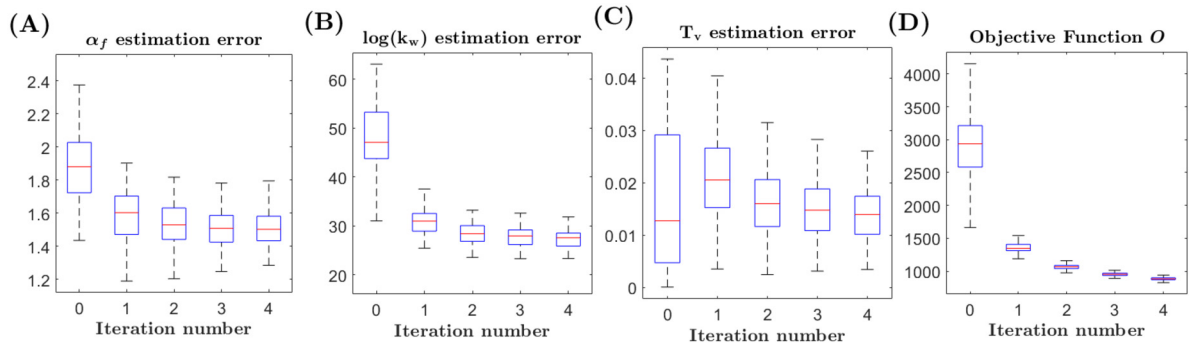 (A)
α_f estimation error
2.4
2.2
2
1.8
1.6
1.4
1.2
0 1 2 3 4
Iteration number
(B)
log(k_w) estimation error
60
50
40
30
20
0 1 2 3 4
Iteration number
(C)
T_v estimation error
0.04
0.03
0.02
0.01
0
0 1 2 3 4
Iteration number
(D)
Objective Function O
4000
3500
3000
2500
2000
1500
1000
0 1 2 3 4
Iteration number